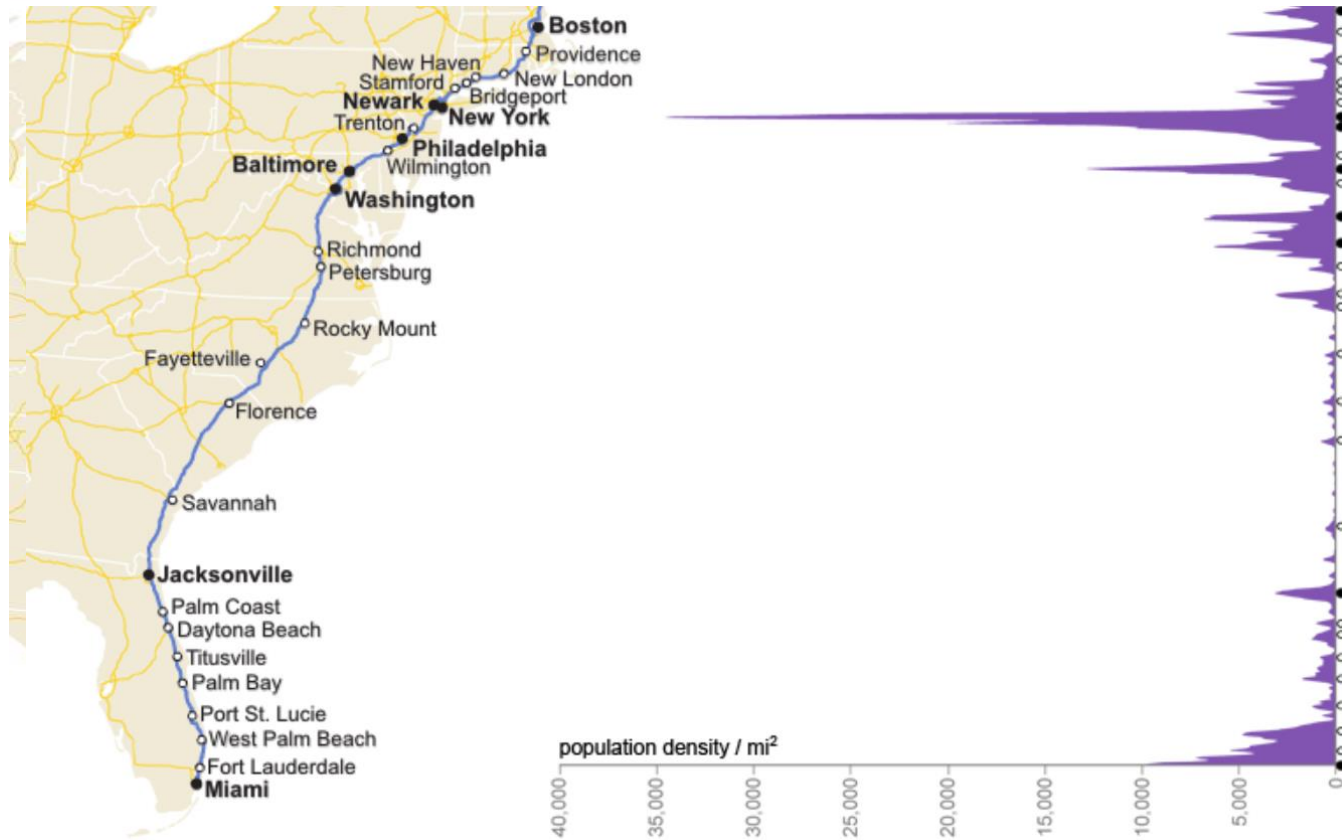 Boston
Providence
New Haven
New London
Stamford
Bridgeport
Newark
New York
Trenton
Philadelphia
Baltimore
Wilmington
Washington
Richmond
Petersburg
Rocky Mount
Fayetteville
Florence
Savannah
Jacksonville
Palm Coast
Daytona Beach
Titusville
Palm Bay
Port St. Lucie
West Palm Beach
Fort Lauderdale
Miami
population density / mi²
40,000
35,000
30,000
25,000
20,000
15,000
10,000
5,000
0